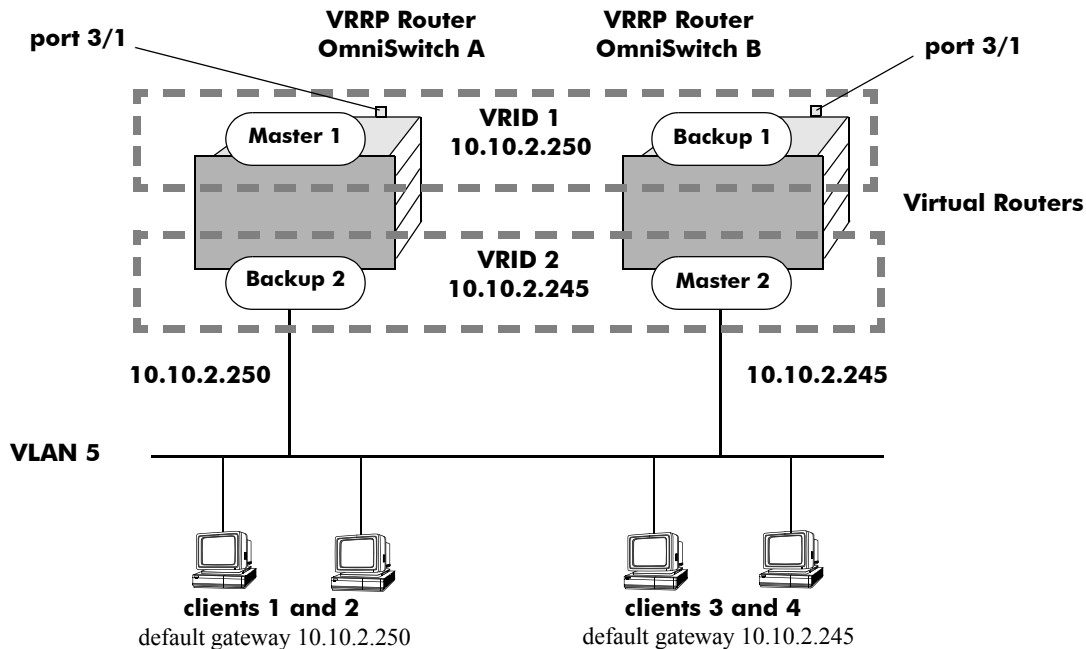 VRRP Router
OmniSwitch A
VRRP Router
OmniSwitch B
port 3/1
port 3/1
Master 1
VRID 1
10.10.2.250
Backup 1
Virtual Routers
Backup 2
VRID 2
10.10.2.245
Master 2
10.10.2.250
10.10.2.245
VLAN 5
clients 1 and 2
default gateway 10.10.2.250
clients 3 and 4
default gateway 10.10.2.245